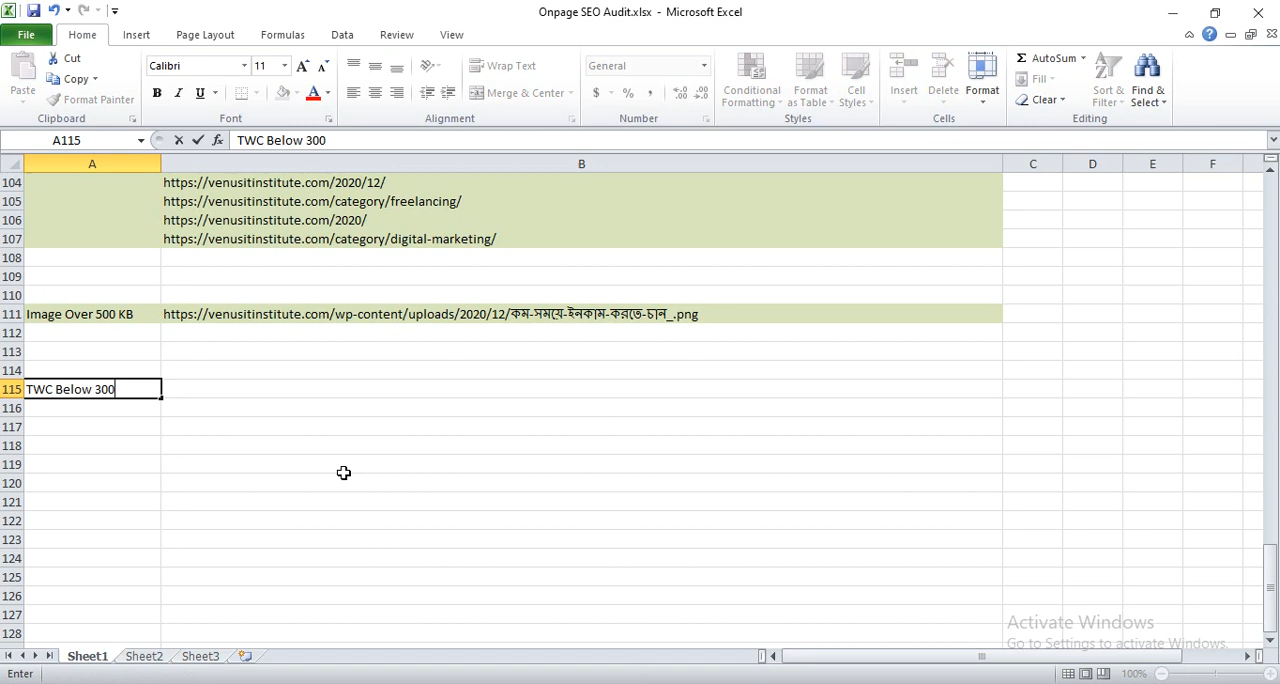 Onpage SEO Audit.xlsx - Microsoft Excel
File Home Insert Page Layout Formulas Data Review View
Cut
Copy
Format Painter
Paste
Clipboard
Calibri 11
B I U A
Font
Wrap Text
Merge & Center
Alignment
General
$ % ,
Number
Conditional Formatting
Format as Table
Cell Styles
Styles
Insert Delete Format
Cells
AutoSum
Fill
Clear
Sort & Filter
Find & Select
Editing
A115 fx TWC Below 300
A B C D E F
104 https://venusitinstitute.com/2020/12/
105 https://venusitinstitute.com/category/freelancing/
106 https://venusitinstitute.com/2020/
107 https://venusitinstitute.com/category/digital-marketing/
108
109
110
111 Image Over 500 KB https://venusitinstitute.com/wp-content/uploads/2020/12/কম-সময়ে-ইনকাম-করতে-চান_.png
112
113
114
115 TWC Below 300
116
117
118
119
120
121
122
123
124
125
126
127
128
Activate Windows
Go to Settings to activate Windows.
Sheet1 Sheet2 Sheet3
Enter 100%